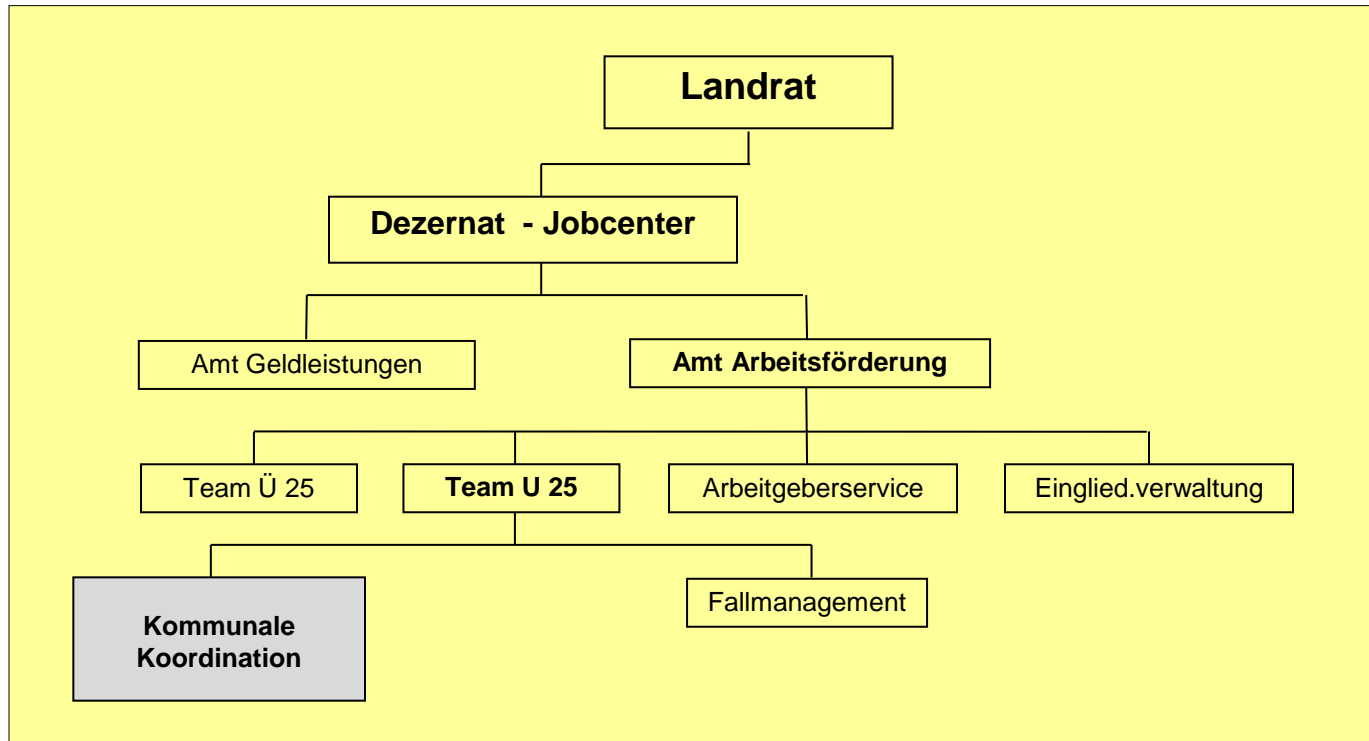 Landrat
Dezernat - Jobcenter
Amt Geldleistungen
Amt Arbeitsförderung
Team Ü 25
Team U 25
Arbeitgeberservice
Einglied.verwaltung
Kommunale
Koordination
Fallmanagement